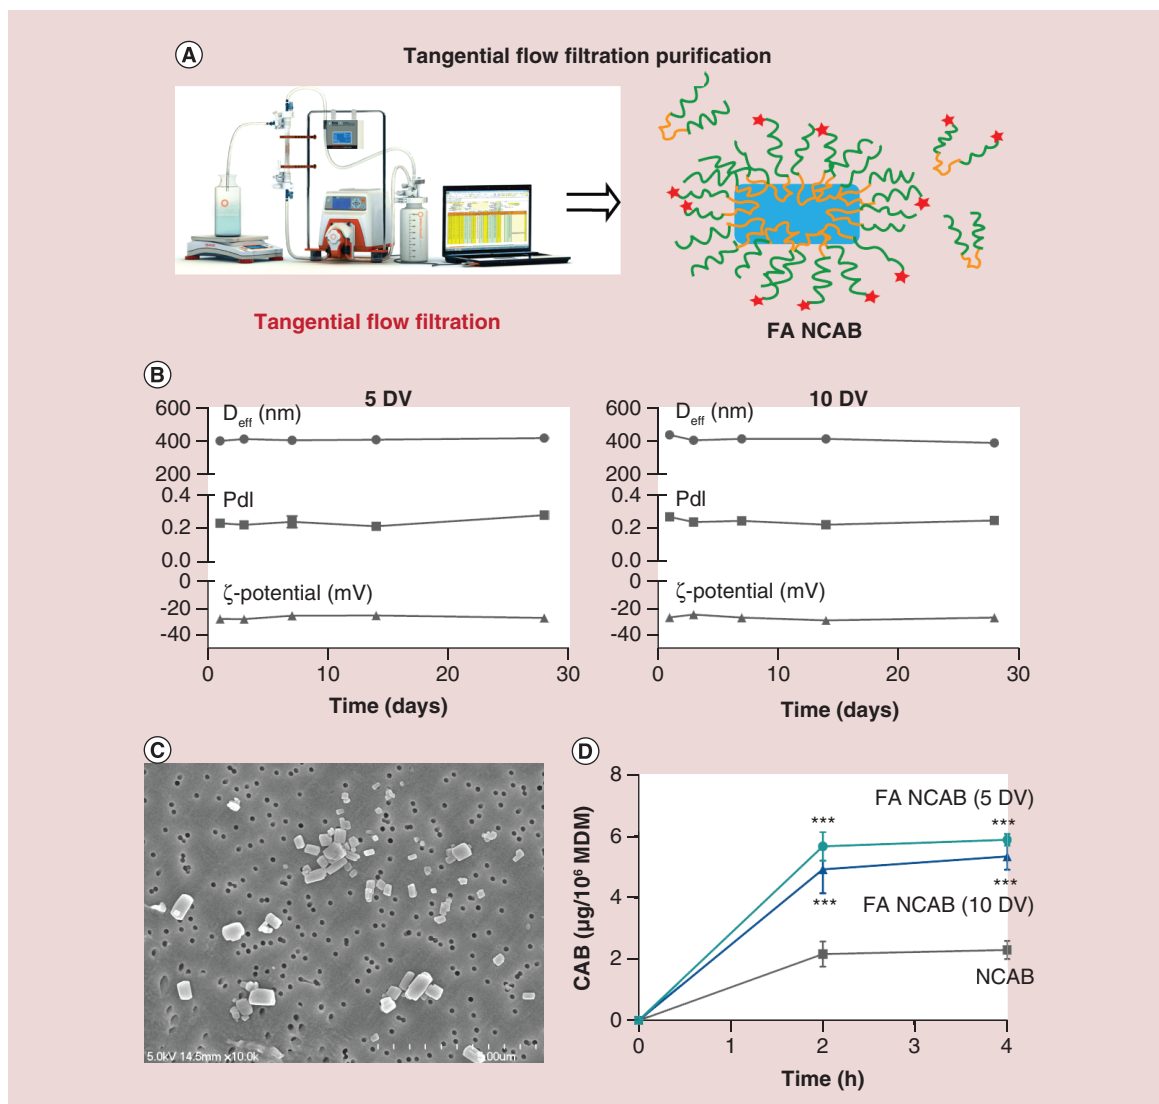 A
Tangential flow filtration purification
Tangential flow filtration
FA NCAB
B
5 DV
600
400
200
D_eff (nm)
0.4
0.2
0.0
PdI
0
-20
-40
ζ-potential (mV)
0 10 20 30
Time (days)
10 DV
600
400
200
D_eff (nm)
0.4
0.2
0.0
PdI
0
-20
-40
ζ-potential (mV)
0 10 20 30
Time (days)
C
5.0kV 14.5mm x10.0k
D
8
6
4
2
0
CAB (µg/10⁶ MDM)
FA NCAB (5 DV)
***
***
***
***
FA NCAB (10 DV)
NCAB
0 1 2 3 4
Time (h)